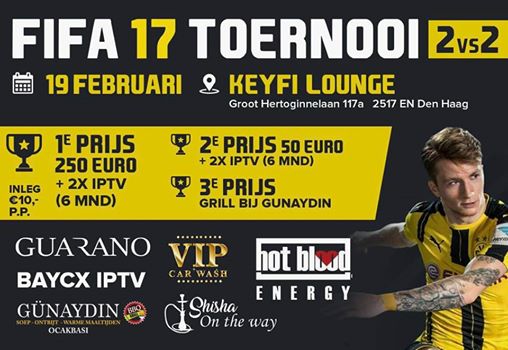 FIFA 17 TOERNOOI 2vs2
19 FEBRUARI KEYFI LOUNGE
Groot Hertoginnelaan 117a 2517 EN Den Haag
1E PRIJS
250 EURO
+ 2X IPTV
(6 MND)
INLEG
€10,-
P.P.
2E PRIJS 50 EURO
+ 2X IPTV (6 MND)
3E PRIJS
GRILL BIJ GUNAYDIN
GUARANO
VIP
CAR WASH
hot blood
ENERGY
BAYCX IPTV
GÜNAYDIN
SOEP - ONTBIJT - WARME MAALTIJDEN
OCAKBASI
BBQ
Shisha
On the way